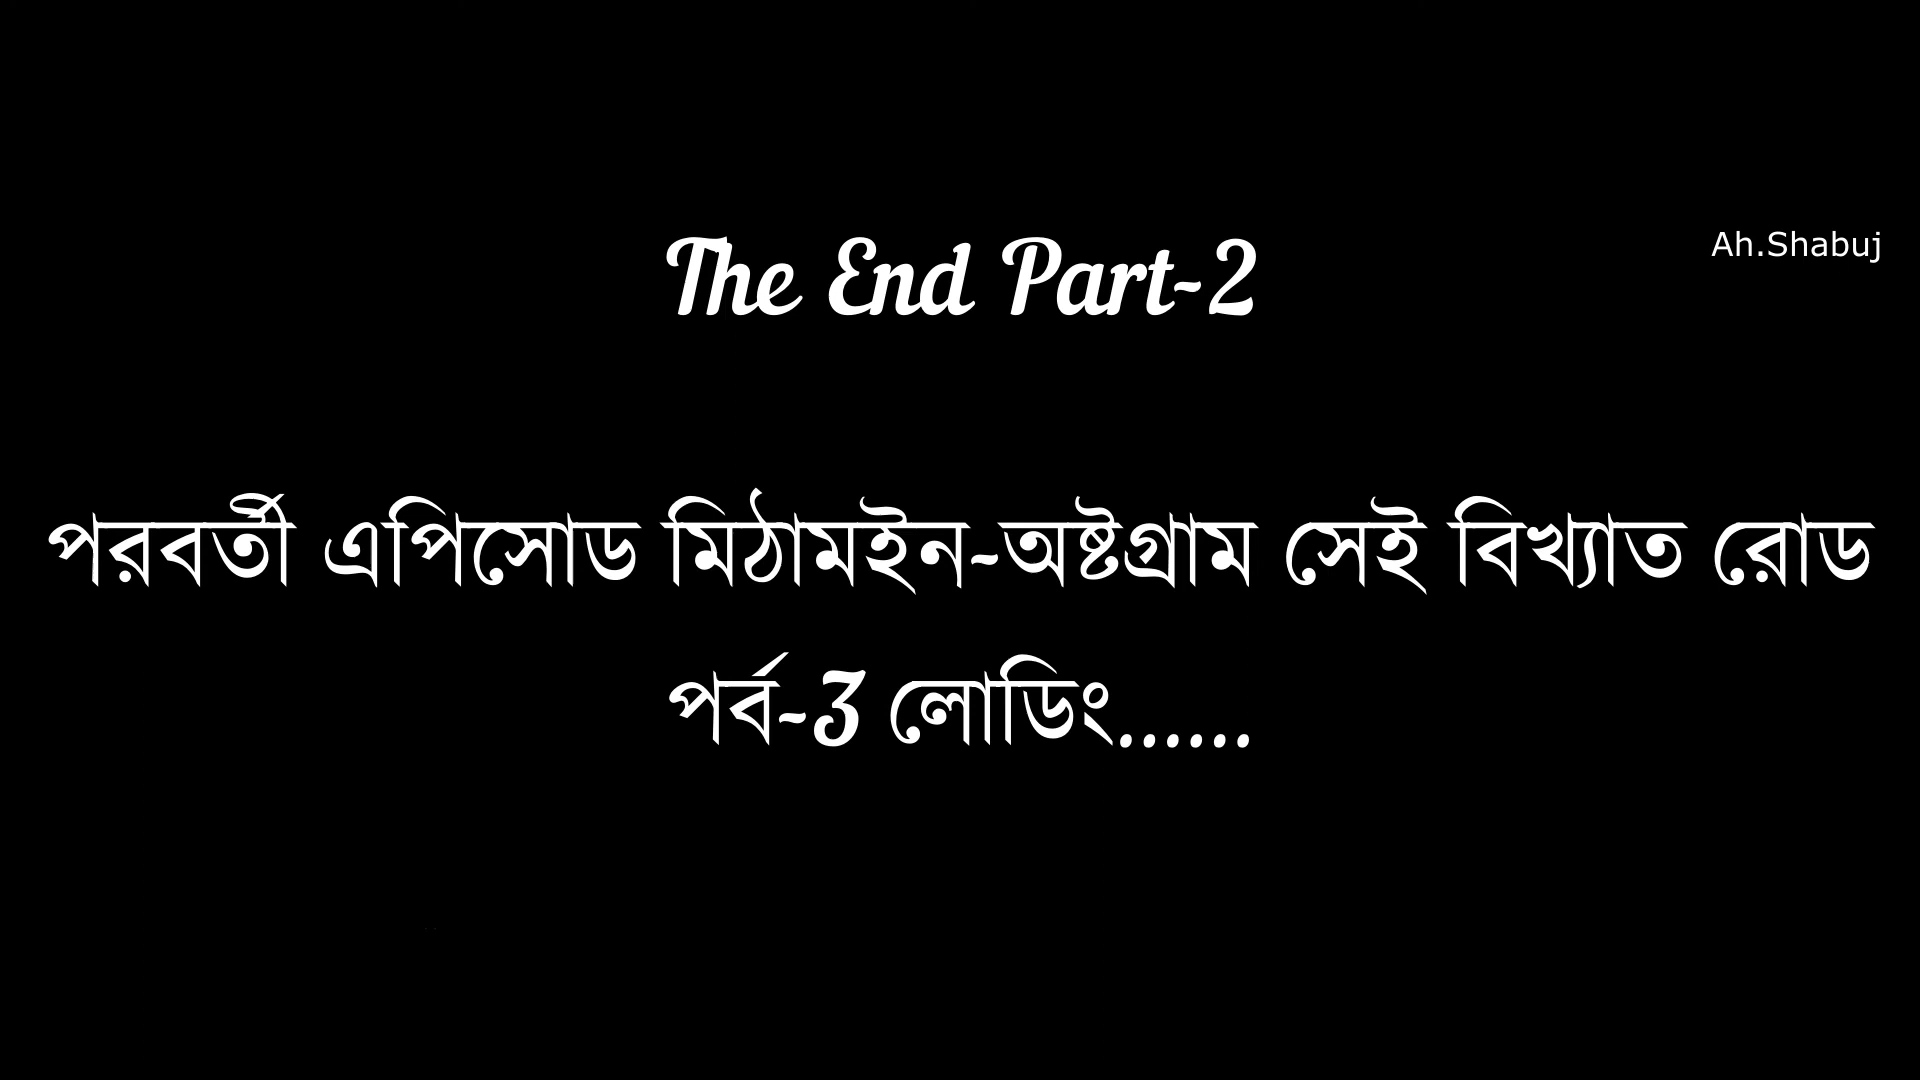 The End Part-2
Ah.Shabuj
পরবর্তী এপিসোড মিঠামইন-অষ্টগ্রাম সেই বিখ্যাত রোড
পর্ব-3 লোডিং......